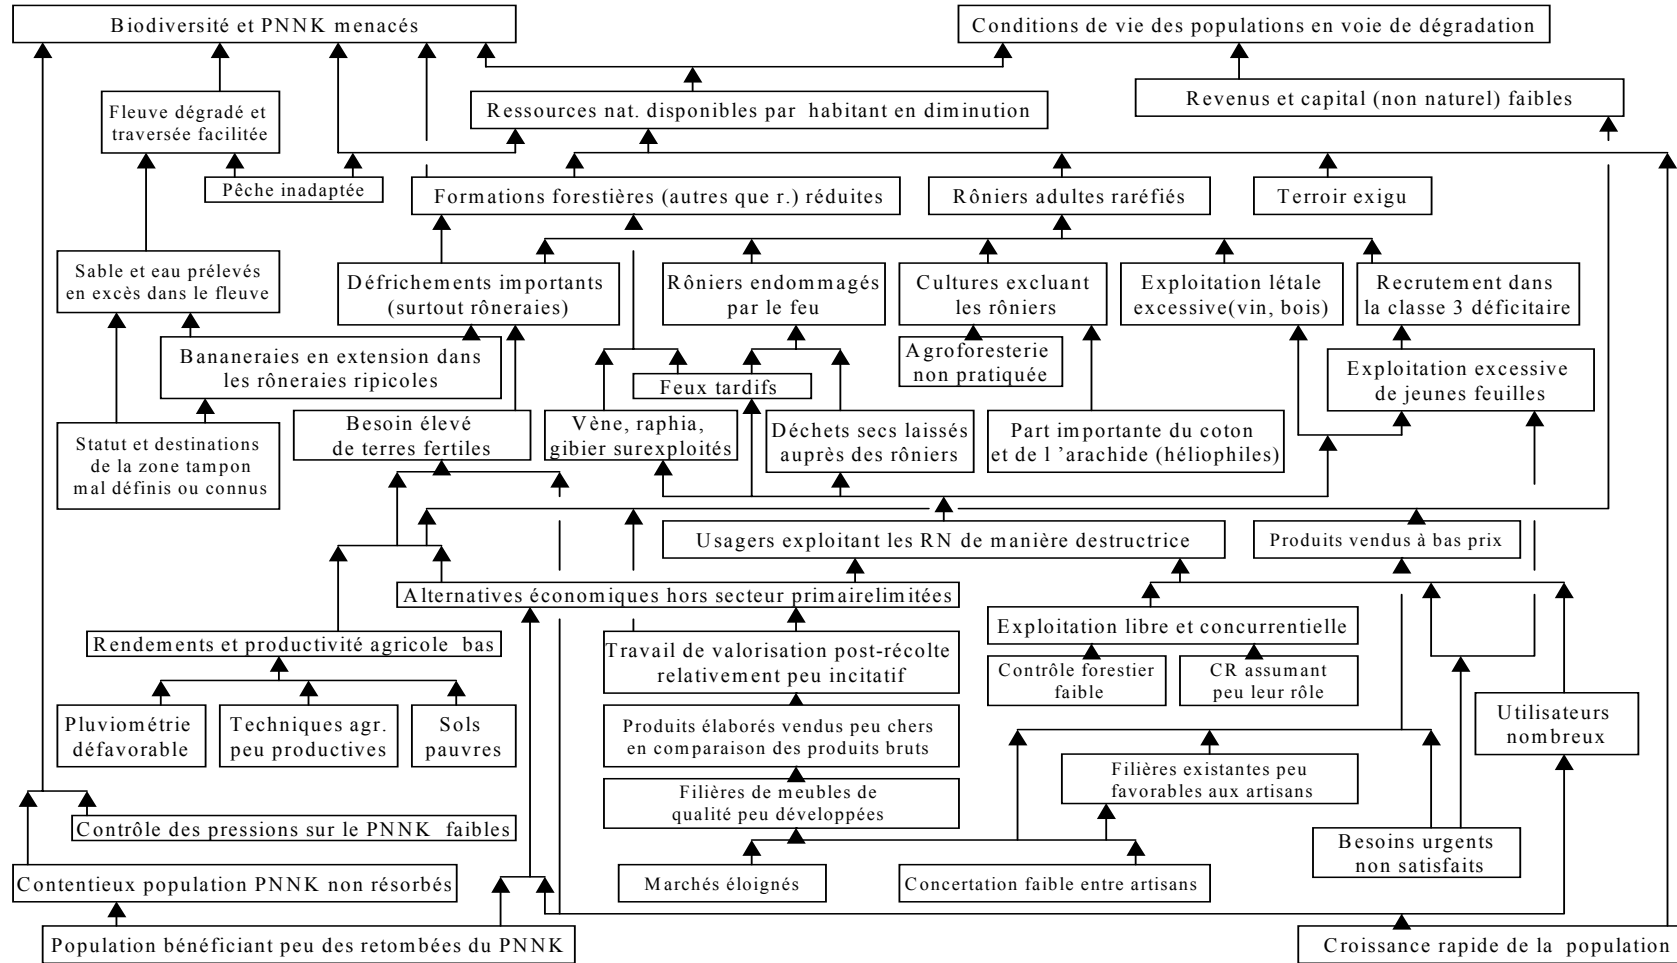 Biodiversité et PNNK menacés
Conditions de vie des populations en voie de dégradation
Fleuve dégradé et
traversée facilitée
Ressources nat. disponibles par habitant en diminution
Revenus et capital (non naturel) faibles
Pêche inadaptée
Formations forestières (autres que r.) réduites
Rôniers adultes raréfiés
Terroir exigu
Sable et eau prélevés
en excès dans le fleuve
Défrichements importants
(surtout rôneraies)
Rôniers endommagés
par le feu
Cultures excluant
les rôniers
Exploitation létale
excessive(vin, bois)
Recrutement dans
la classe 3 déficitaire
Bananeraies en extension dans
les rôneraies ripicoles
Feux tardifs
Agroforesterie
non pratiquée
Exploitation excessive
de jeunes feuilles
Statut et destinations
de la zone tampon
mal définis ou connus
Besoin élevé
de terres fertiles
Vène, raphia,
gibier surexploités
Déchets secs laissés
auprès des rôniers
Part importante du coton
et de l ’arachide (héliophiles)
Usagers exploitant les RN de manière destructrice
Produits vendus à bas prix
Alternatives économiques hors secteur primairelimitées
Rendements et productivité agricole bas
Travail de valorisation post-récolte
relativement peu incitatif
Exploitation libre et concurrentielle
Contrôle forestier
faible
CR assumant
peu leur rôle
Pluviométrie
défavorable
Techniques agr.
peu productives
Sols
pauvres
Produits élaborés vendus peu chers
en comparaison des produits bruts
Utilisateurs
nombreux
Filières de meubles de
qualité peu développées
Filières existantes peu
favorables aux artisans
Contrôle des pressions sur le PNNK faibles
Besoins urgents
non satisfaits
Contentieux population PNNK non résorbés
Marchés éloignés
Concertation faible entre artisans
Population bénéficiant peu des retombées du PNNK
Croissance rapide de la population